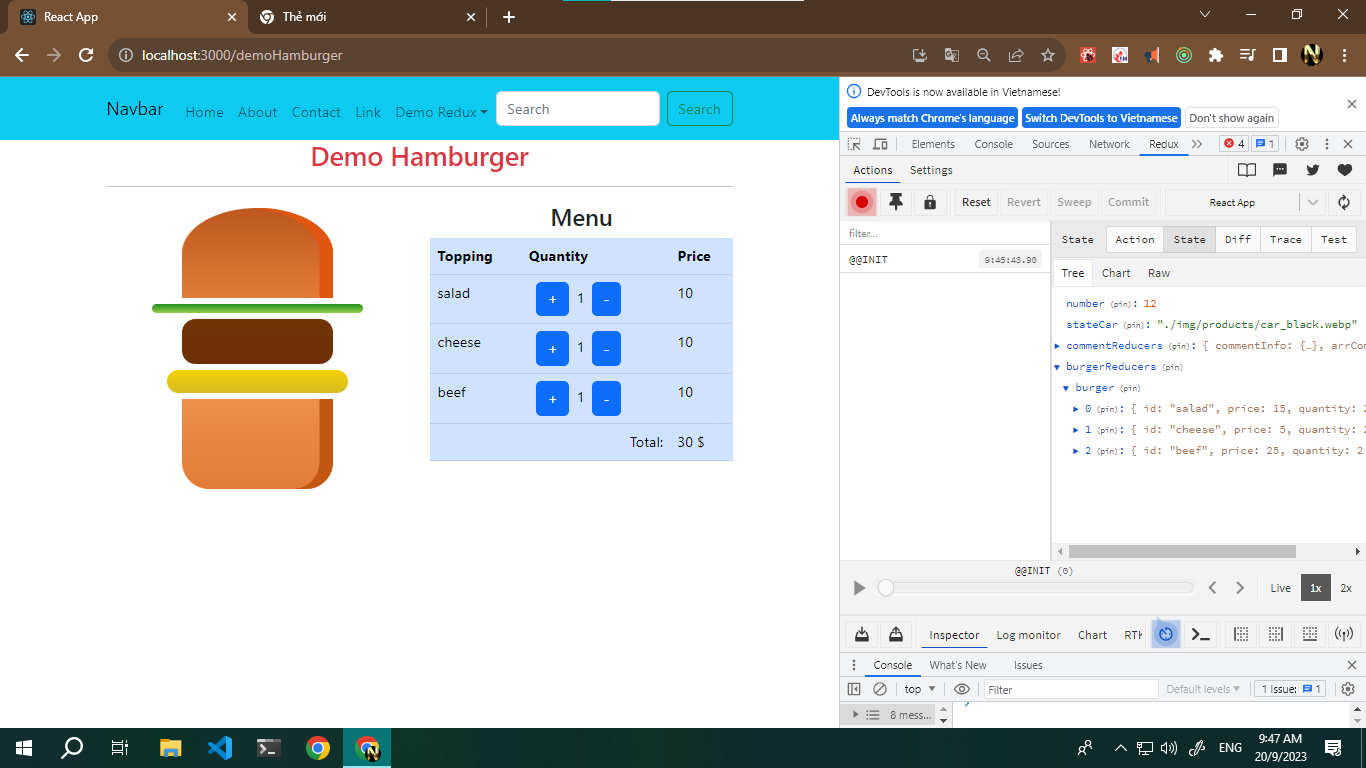 React App
Thẻ mới
localhost:3000/demoHamburger
Navbar
Home
About
Contact
Link
Demo Redux
Search
Search
Demo Hamburger
Menu
Topping Quantity Price
salad + 1 - 10
cheese + 1 - 10
beef + 1 - 10
Total: 30 $
DevTools is now available in Vietnamese!
Always match Chrome's language
Switch DevTools to Vietnamese
Don't show again
Elements Console Sources Network Redux 4 1
Actions Settings
Reset Revert Sweep Commit React App
filter...
@@INIT 9:45:43.90
State Action State Diff Trace Test
Tree Chart Raw
number (pin): 12
stateCar (pin): "./img/products/car_black.webp"
commentReducers (pin): { commentInfo: {…}, arrCo
burgerReducers (pin)
burger (pin)
0 (pin): { id: "salad", price: 15, quantity: 2
1 (pin): { id: "cheese", price: 5, quantity: 2
2 (pin): { id: "beef", price: 25, quantity: 2
@@INIT (0)
Live 1x 2x
Inspector Log monitor Chart RTK
Console What's New Issues
top Filter Default levels 1 Issue: 1
8 mess...
ENG
9:47 AM
20/9/2023